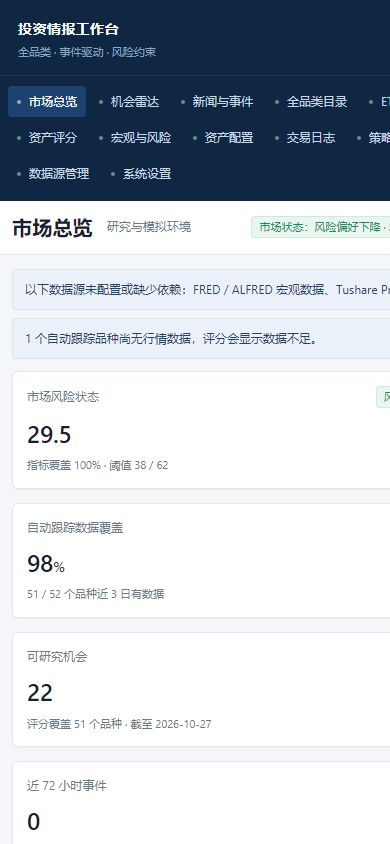 投资情报工作台
全品类 · 事件驱动 · 风险约束
市场总览 机会雷达 新闻与事件 全品类目录
资产评分 宏观与风险 资产配置 交易日志
数据源管理 系统设置
市场总览 研究与模拟环境 市场状态：风险偏好下降 ·
以下数据源未配置或缺少依赖：FRED / ALFRED 宏观数据、Tushare
1 个自动跟踪品种尚无行情数据，评分会显示数据不足。
市场风险状态
29.5
指标覆盖 100% · 阈值 38 / 62
自动跟踪数据覆盖
98%
51 / 52 个品种近 3 日有数据
可研究机会
22
评分覆盖 51 个品种 · 截至 2026-10-27
近 72 小时事件
0